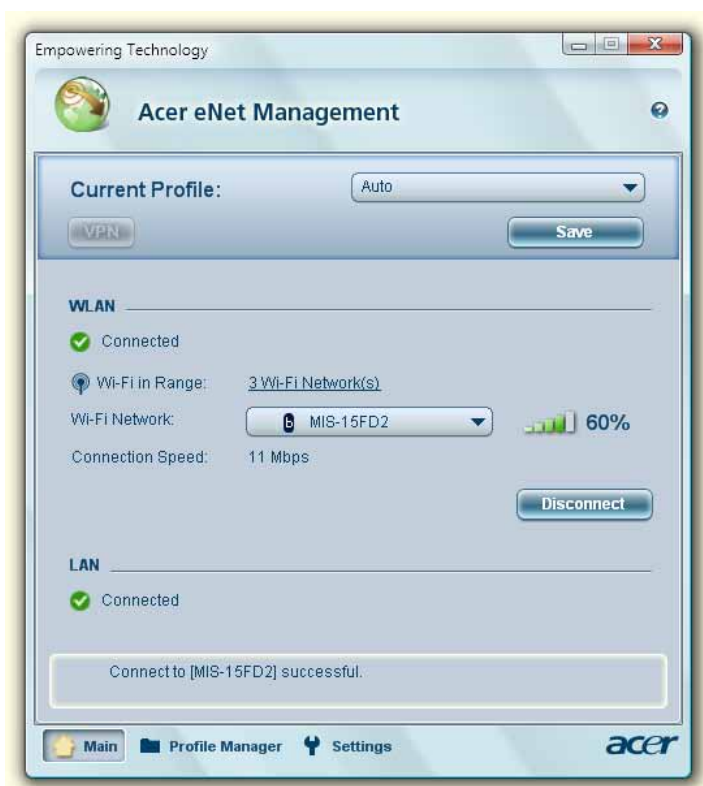 Empowering Technology
Acer eNet Management
Current Profile: Auto
VPN Save
WLAN
Connected
Wi-Fi in Range: 3 Wi-Fi Network(s)
Wi-Fi Network: b MIS-15FD2 60%
Connection Speed: 11 Mbps
Disconnect
LAN
Connected
Connect to [MIS-15FD2] successful.
Main Profile Manager Settings acer